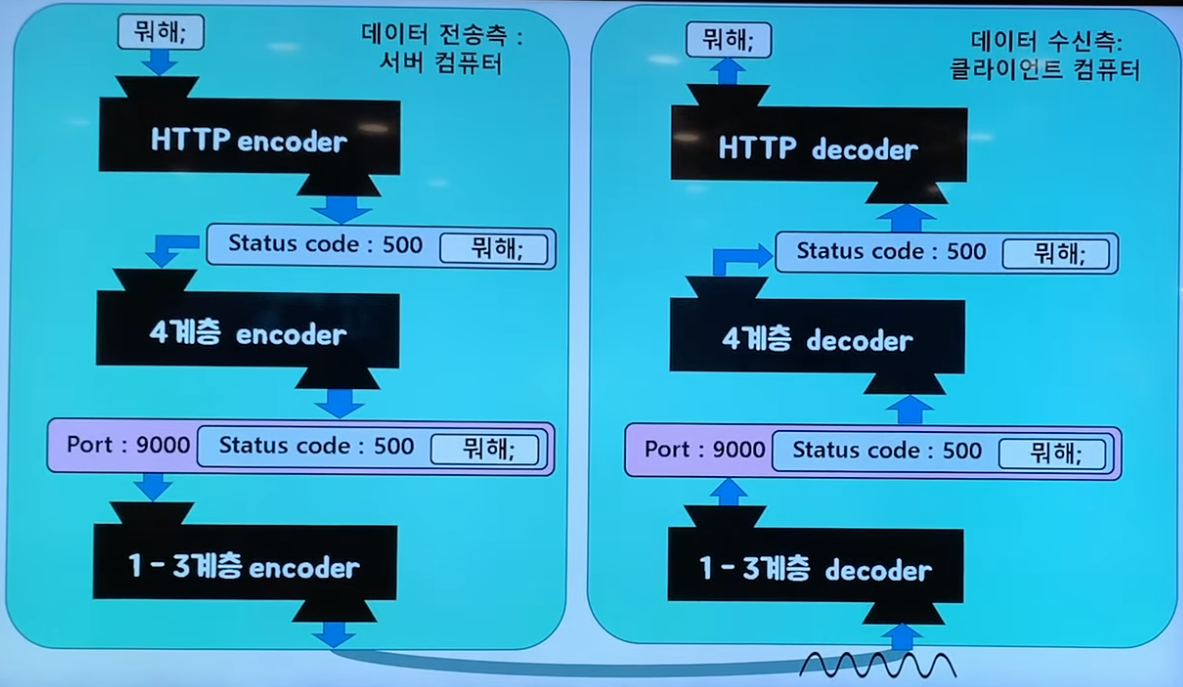 뭐해;
데이터 전송측 :
서버 컴퓨터
HTTP encoder
Status code : 500 뭐해;
4계층 encoder
Port : 9000 Status code : 500 뭐해;
1 - 3계층 encoder
뭐해;
데이터 수신측:
클라이언트 컴퓨터
HTTP decoder
Status code : 500 뭐해;
4계층 decoder
Port : 9000 Status code : 500 뭐해;
1 - 3계층 decoder